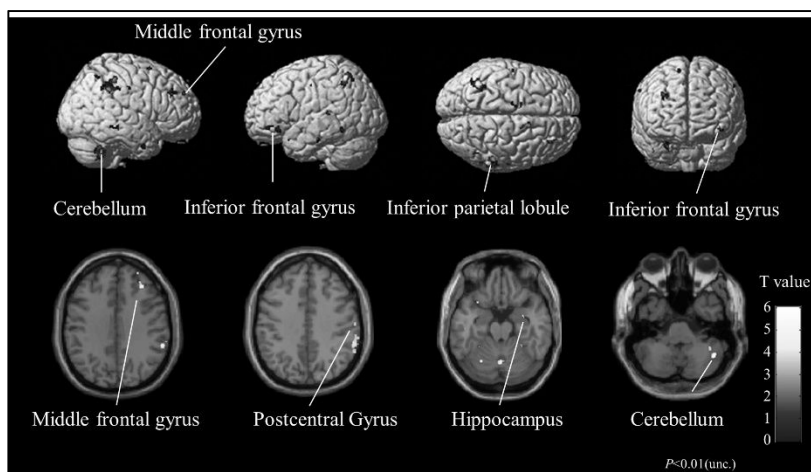 Middle frontal gyrus
Cerebellum
Inferior frontal gyrus
Inferior parietal lobule
Inferior frontal gyrus
T value
6
5
4
3
2
1
0
Middle frontal gyrus
Postcentral Gyrus
Hippocampus
Cerebellum
P<0.01(unc.)